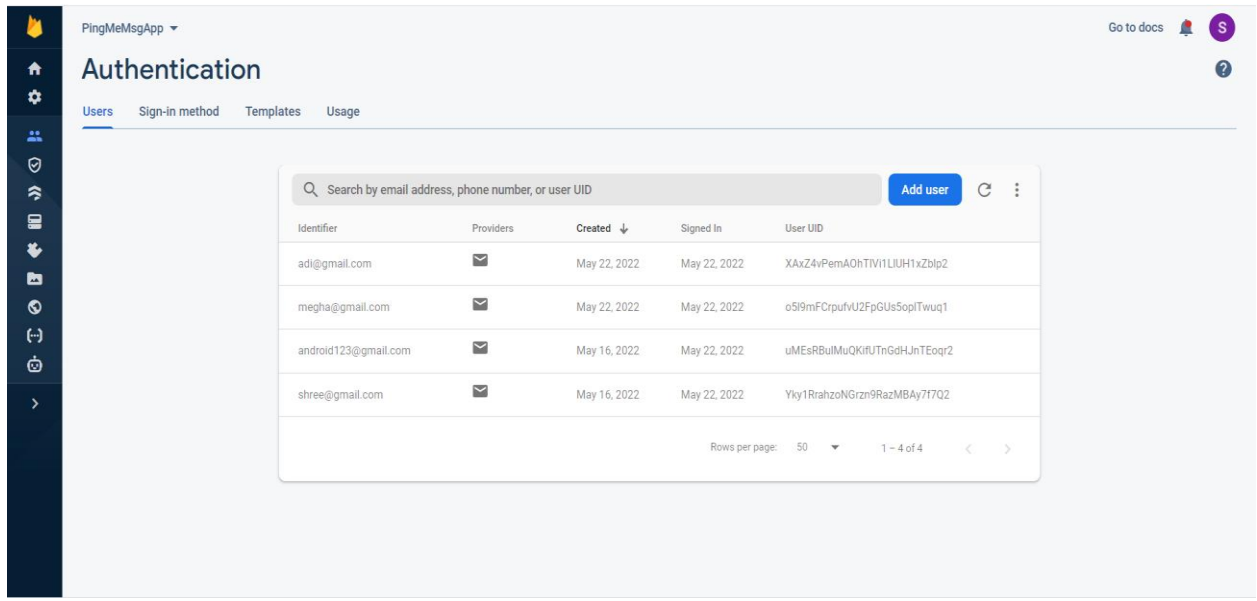 PingMeMsgApp Go to docs S
Authentication
Users Sign-in method Templates Usage
Search by email address, phone number, or user UID Add user
Identifier Providers Created Signed In User UID
adi@gmail.com May 22, 2022 May 22, 2022 XAxZ4vPemAOhTIVi1LIUH1xZbIp2
megha@gmail.com May 22, 2022 May 22, 2022 o5I9mFCrpufvU2FpGUs5opITwuq1
android123@gmail.com May 16, 2022 May 22, 2022 uMEsRBuIMuQKifUTnGdHJnTEoqr2
shree@gmail.com May 16, 2022 May 22, 2022 Yky1RrahzoNGrzn9RazMBAy7f7Q2
Rows per page: 50 1 – 4 of 4